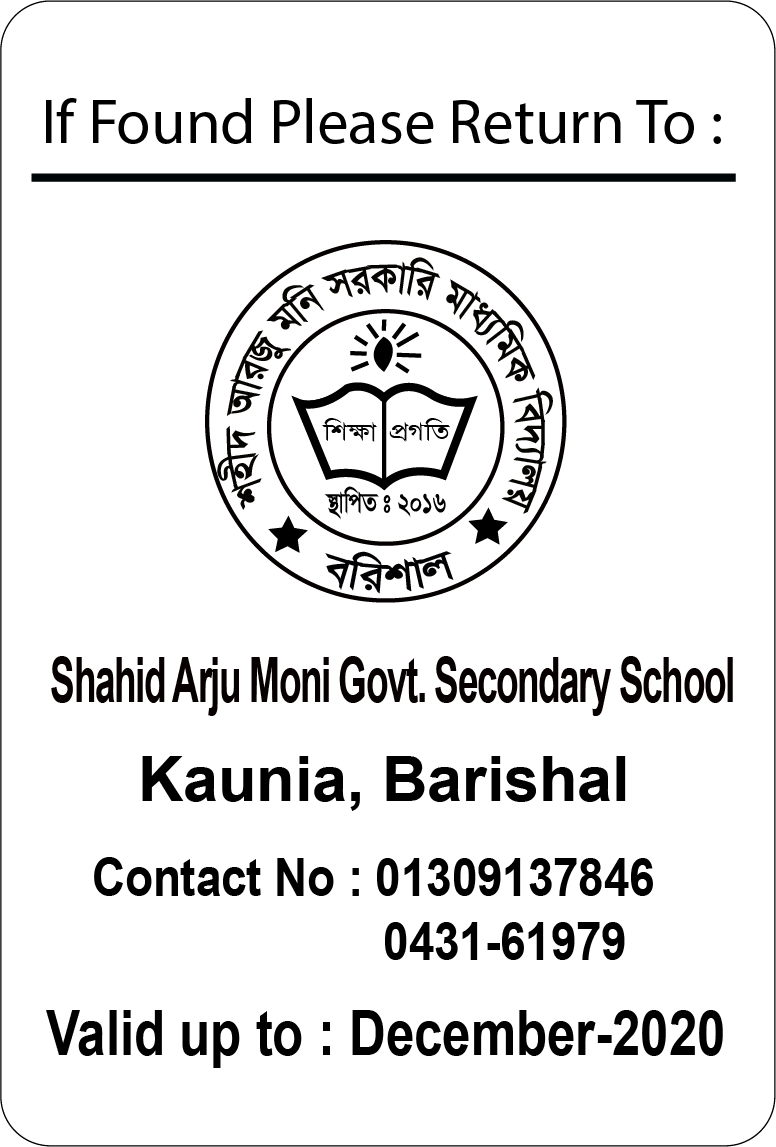 If Found Please Return To :
শহীদ আরজু মনি সরকারি মাধ্যমিক বিদ্যালয়
শিক্ষা প্রগতি
স্থাপিত ঃ ২০১৬
বরিশাল
Shahid Arju Moni Govt. Secondary School
Kaunia, Barishal
Contact No : 01309137846
0431-61979
Valid up to : December-2020